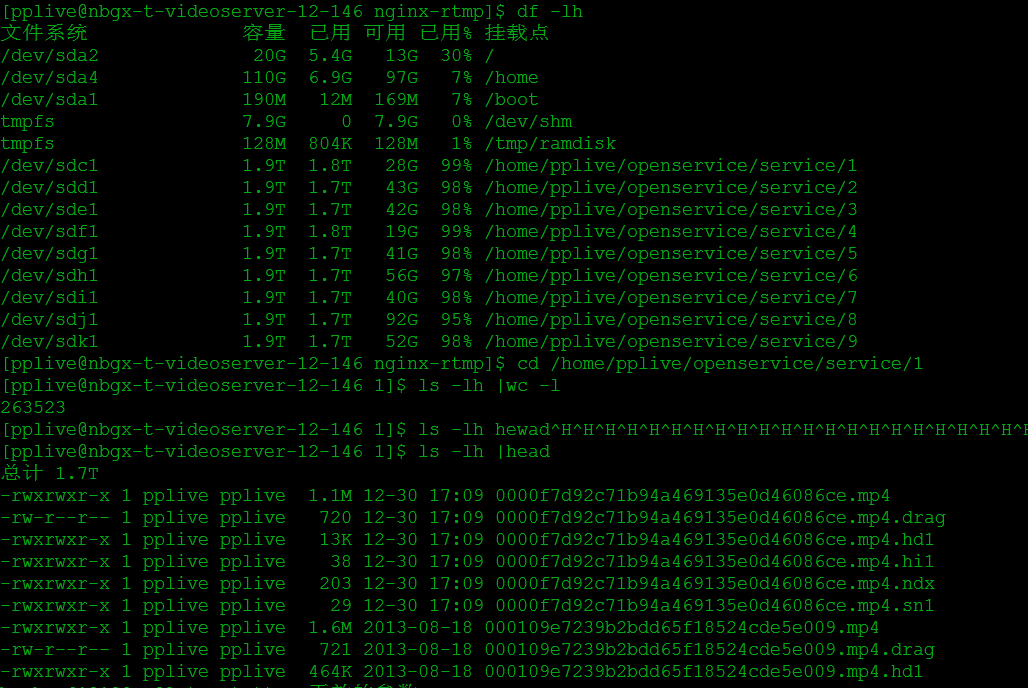 [pplive@nbgx-t-videoserver-12-146 nginx-rtmp]$ df -lh
文件系统 容量 已用 可用 已用% 挂载点
/dev/sda2 20G 5.4G 13G 30% /
/dev/sda4 110G 6.9G 97G 7% /home
/dev/sda1 190M 12M 169M 7% /boot
tmpfs 7.9G 0 7.9G 0% /dev/shm
tmpfs 128M 804K 128M 1% /tmp/ramdisk
/dev/sdc1 1.9T 1.8T 28G 99% /home/pplive/openservice/service/1
/dev/sdd1 1.9T 1.7T 43G 98% /home/pplive/openservice/service/2
/dev/sde1 1.9T 1.7T 42G 98% /home/pplive/openservice/service/3
/dev/sdf1 1.9T 1.8T 19G 99% /home/pplive/openservice/service/4
/dev/sdg1 1.9T 1.7T 41G 98% /home/pplive/openservice/service/5
/dev/sdh1 1.9T 1.7T 56G 97% /home/pplive/openservice/service/6
/dev/sdi1 1.9T 1.7T 40G 98% /home/pplive/openservice/service/7
/dev/sdj1 1.9T 1.7T 92G 95% /home/pplive/openservice/service/8
/dev/sdk1 1.9T 1.7T 52G 98% /home/pplive/openservice/service/9
[pplive@nbgx-t-videoserver-12-146 nginx-rtmp]$ cd /home/pplive/openservice/service/1
[pplive@nbgx-t-videoserver-12-146 1]$ ls -lh |wc -l
263523
[pplive@nbgx-t-videoserver-12-146 1]$ ls -lh hewad^H^H^H^H^H^H^H^H^H^H^H^H^H^H^H^H^H^H^H^H^H^H
[pplive@nbgx-t-videoserver-12-146 1]$ ls -lh |head
总计 1.7T
-rwxrwxr-x 1 pplive pplive 1.1M 12-30 17:09 0000f7d92c71b94a469135e0d46086ce.mp4
-rw-r--r-- 1 pplive pplive 720 12-30 17:09 0000f7d92c71b94a469135e0d46086ce.mp4.drag
-rwxrwxr-x 1 pplive pplive 13K 12-30 17:09 0000f7d92c71b94a469135e0d46086ce.mp4.hd1
-rwxrwxr-x 1 pplive pplive 38 12-30 17:09 0000f7d92c71b94a469135e0d46086ce.mp4.hi1
-rwxrwxr-x 1 pplive pplive 203 12-30 17:09 0000f7d92c71b94a469135e0d46086ce.mp4.ndx
-rwxrwxr-x 1 pplive pplive 29 12-30 17:09 0000f7d92c71b94a469135e0d46086ce.mp4.sn1
-rwxrwxr-x 1 pplive pplive 1.6M 2013-08-18 000109e7239b2bdd65f18524cde5e009.mp4
-rw-r--r-- 1 pplive pplive 721 2013-08-18 000109e7239b2bdd65f18524cde5e009.mp4.drag
-rwxrwxr-x 1 pplive pplive 464K 2013-08-18 000109e7239b2bdd65f18524cde5e009.mp4.hd1